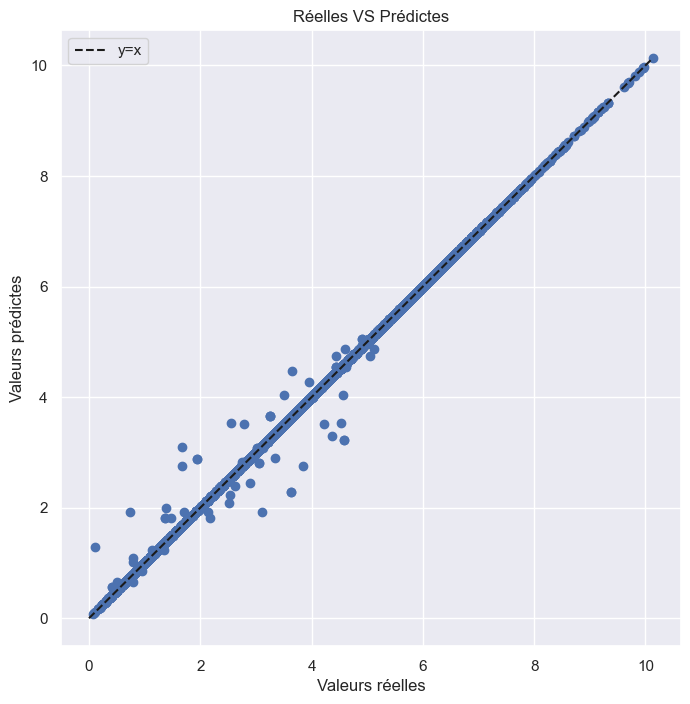 Réelles VS Prédictes
y=x
Valeurs prédictes
10
8
6
4
2
0
0 2 4 6 8 10
Valeurs réelles